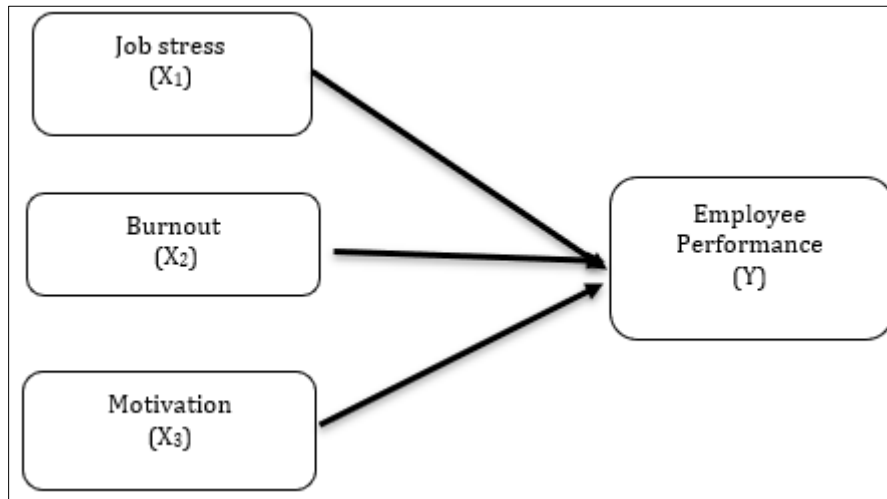 Job stress
(X₁)
Burnout
(X₂)
Motivation
(X₃)
Employee
Performance
(Y)